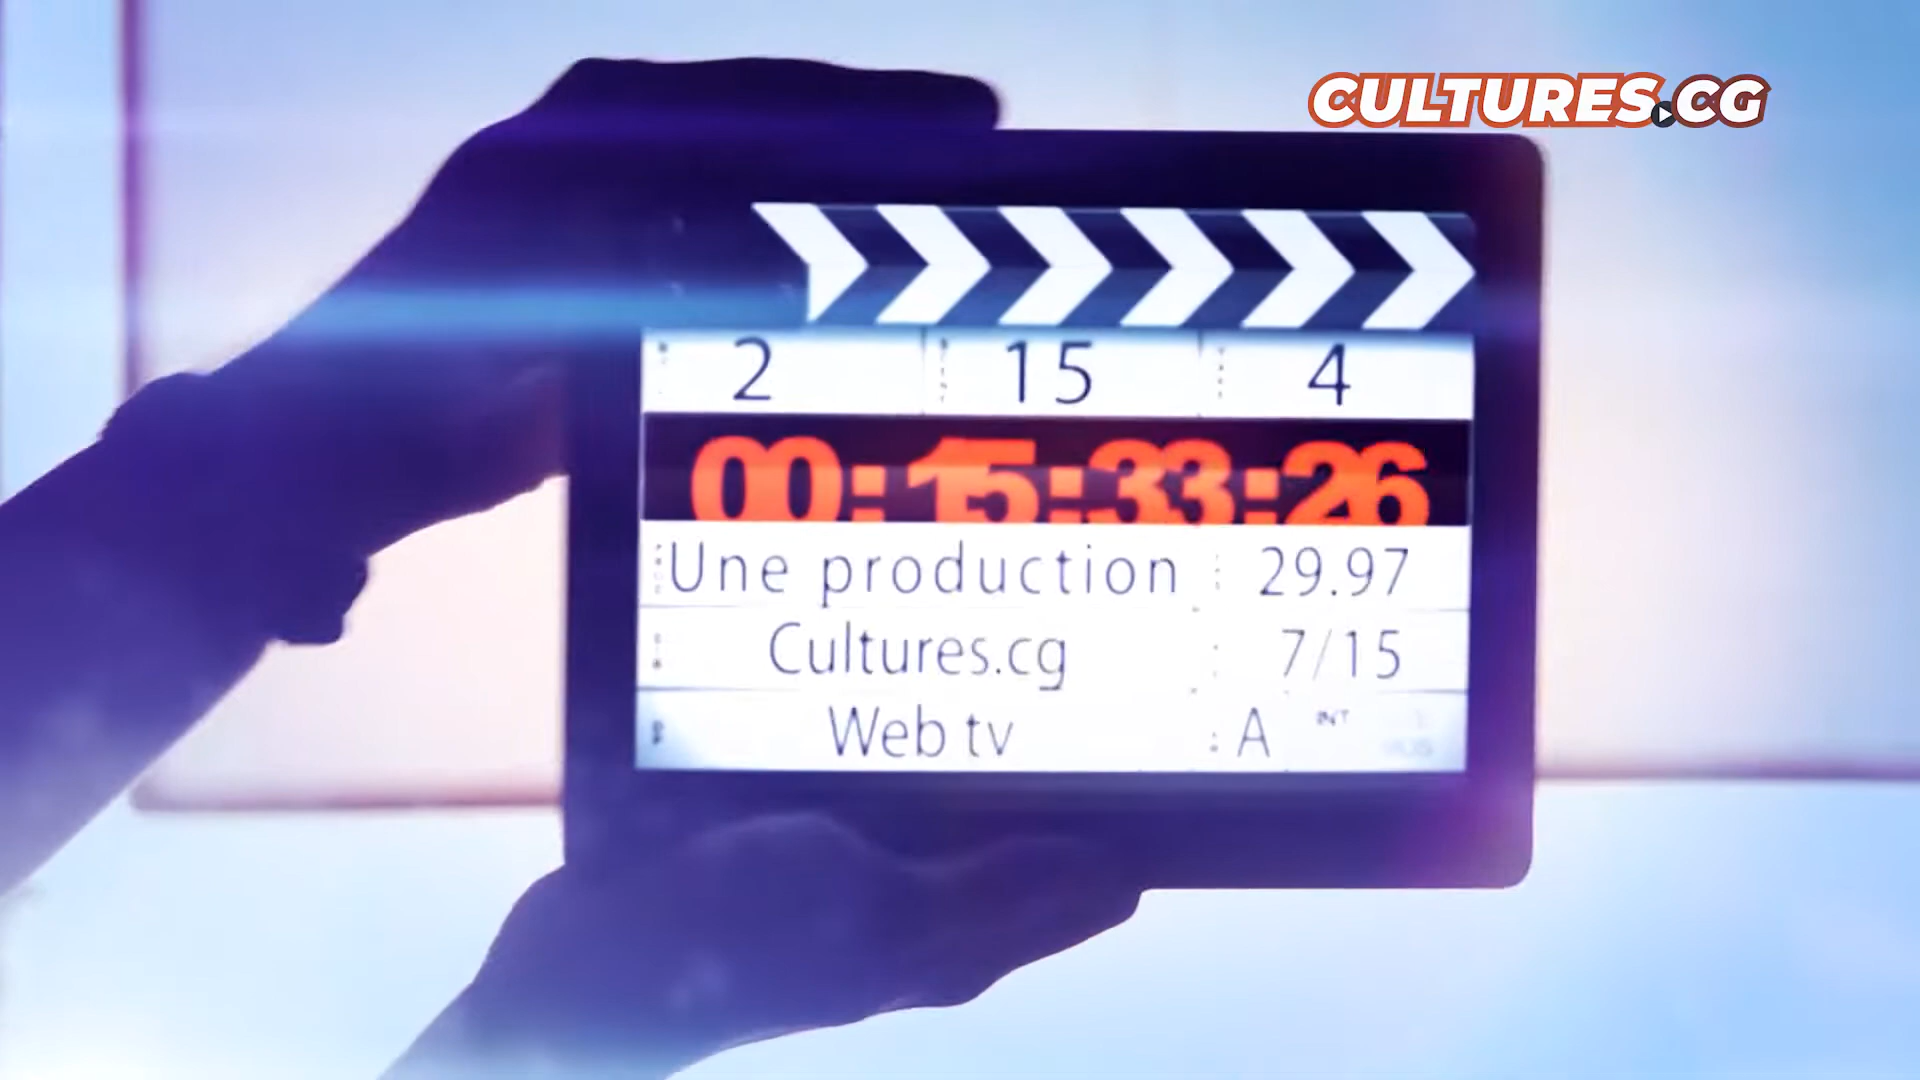 CULTURES.CG
2 15 4
00:15:33:26
Une production 29.97
Cultures.cg 7/15
Web tv A INT